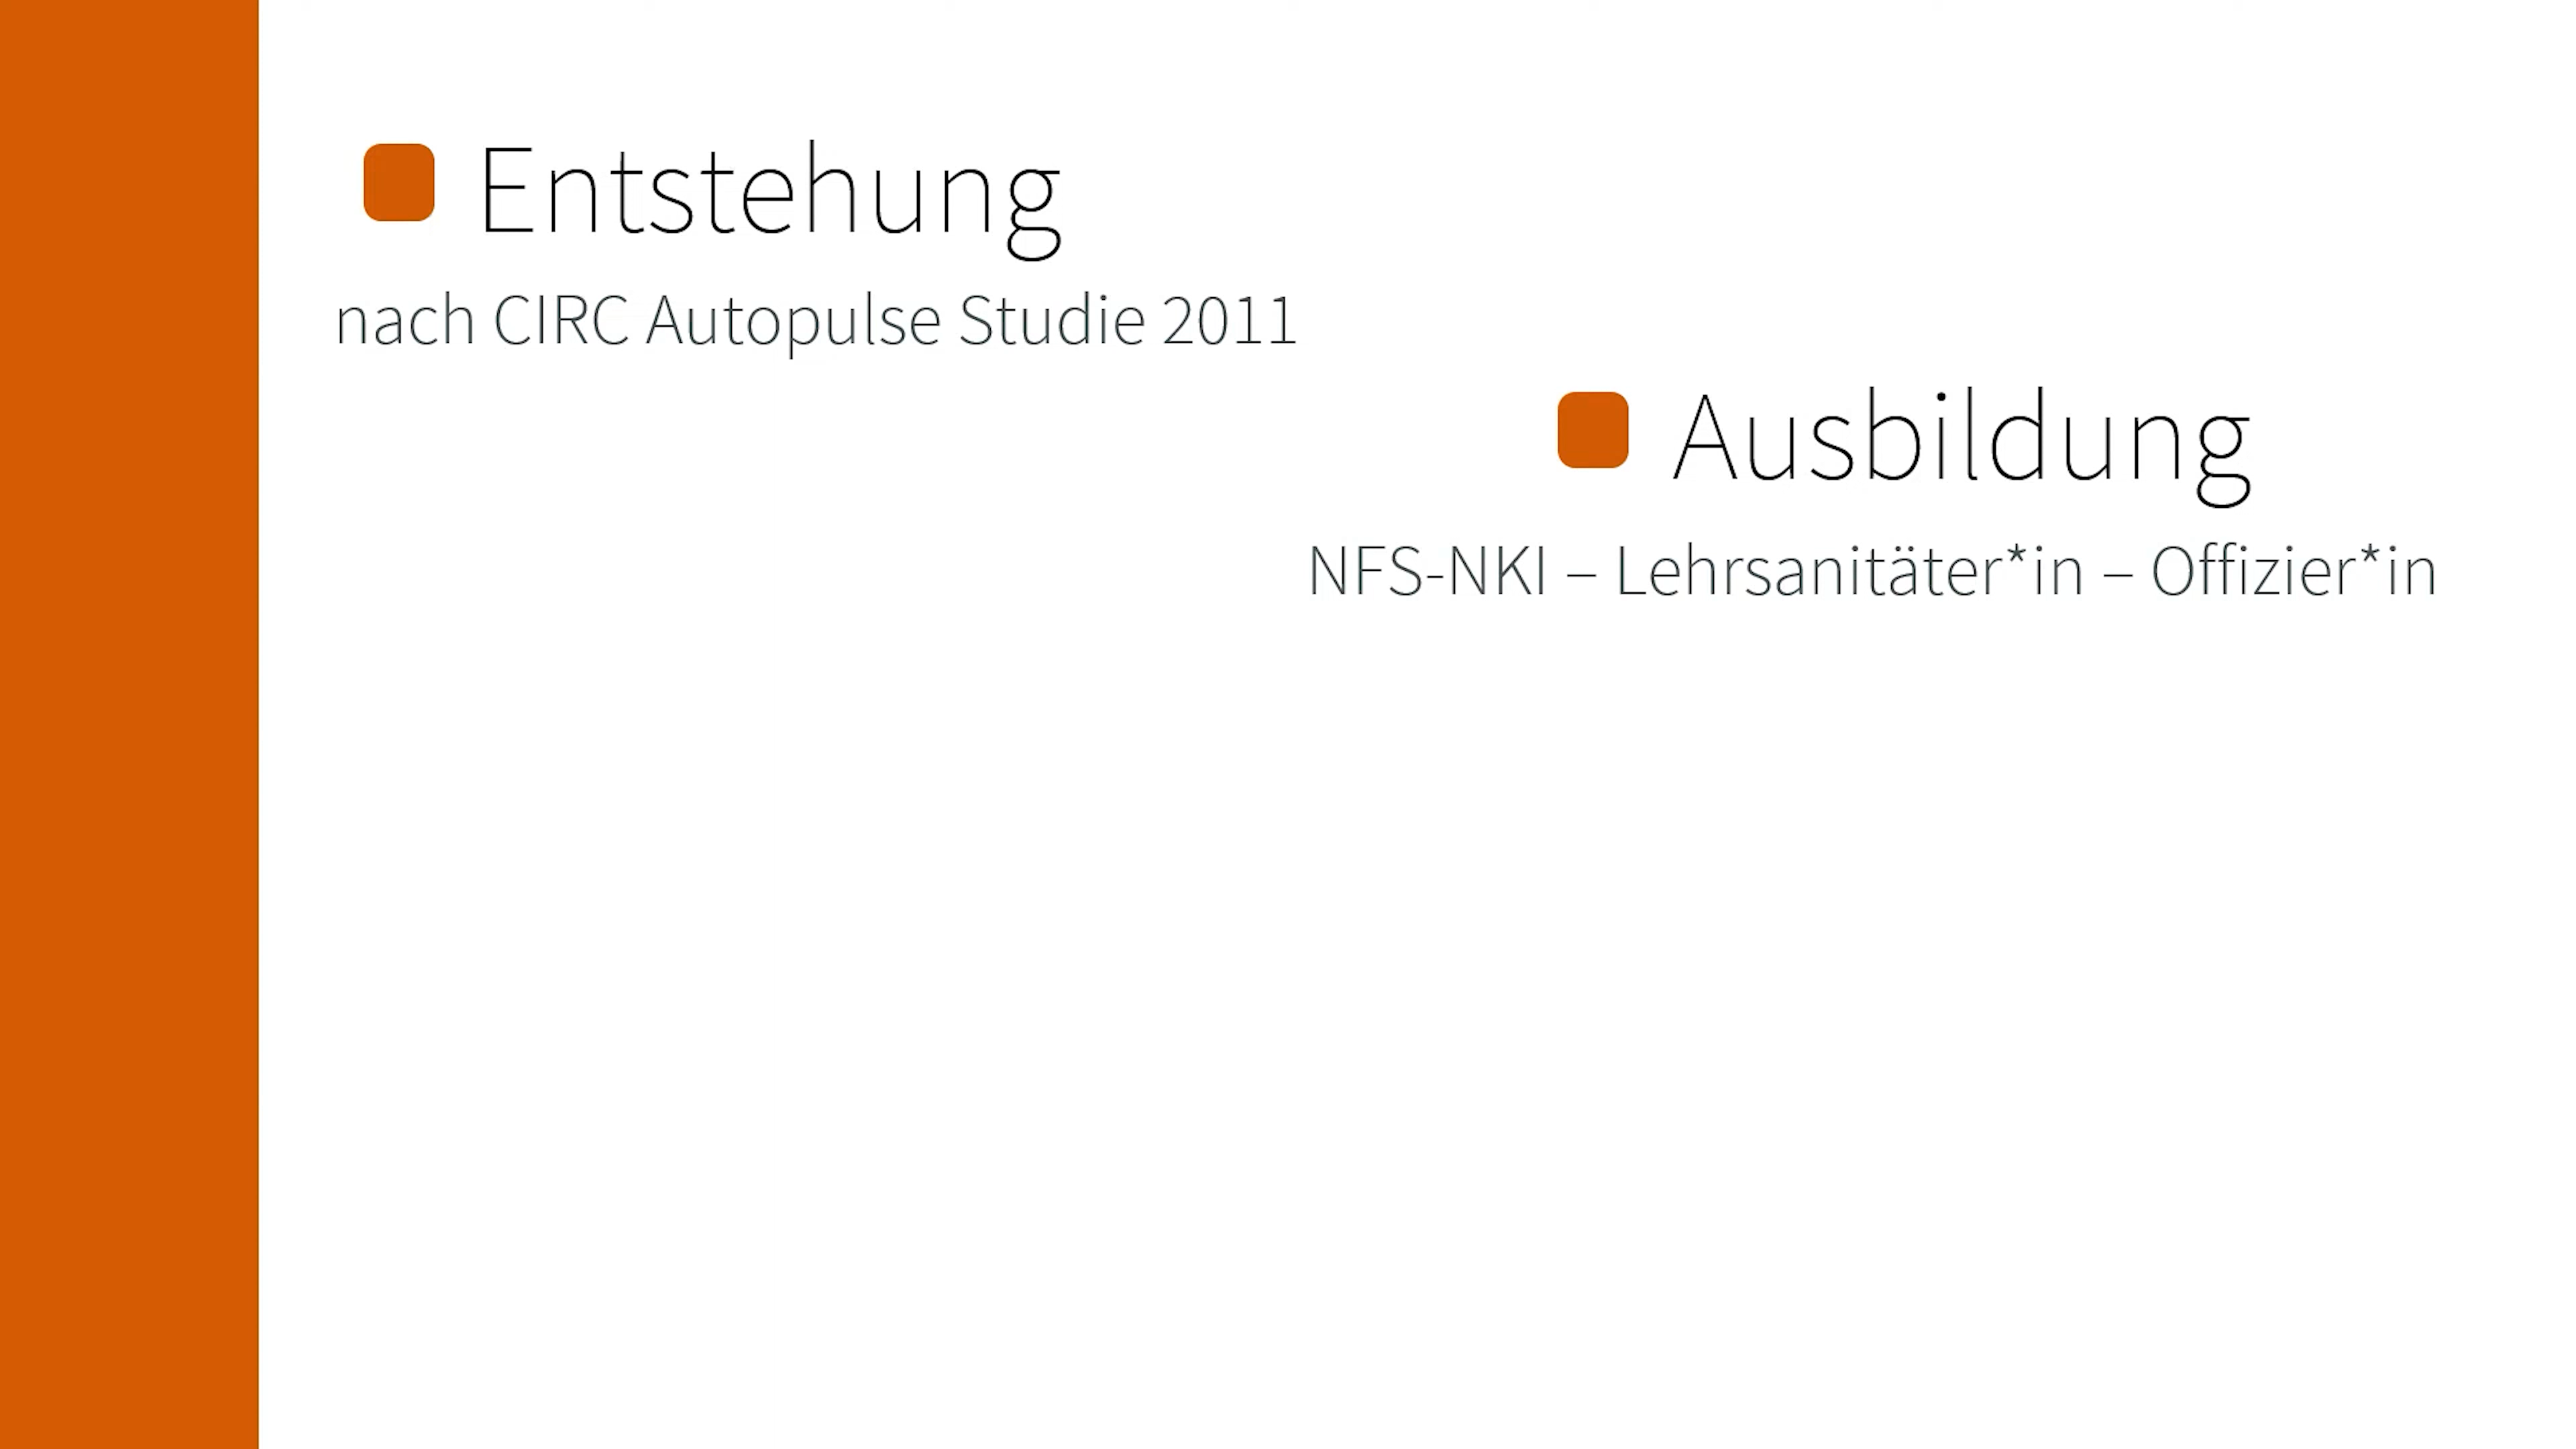 Entstehung
nach CIRC Autopulse Studie 2011
Ausbildung
NFS-NKI – Lehrsanitäter*in – Offizier*in